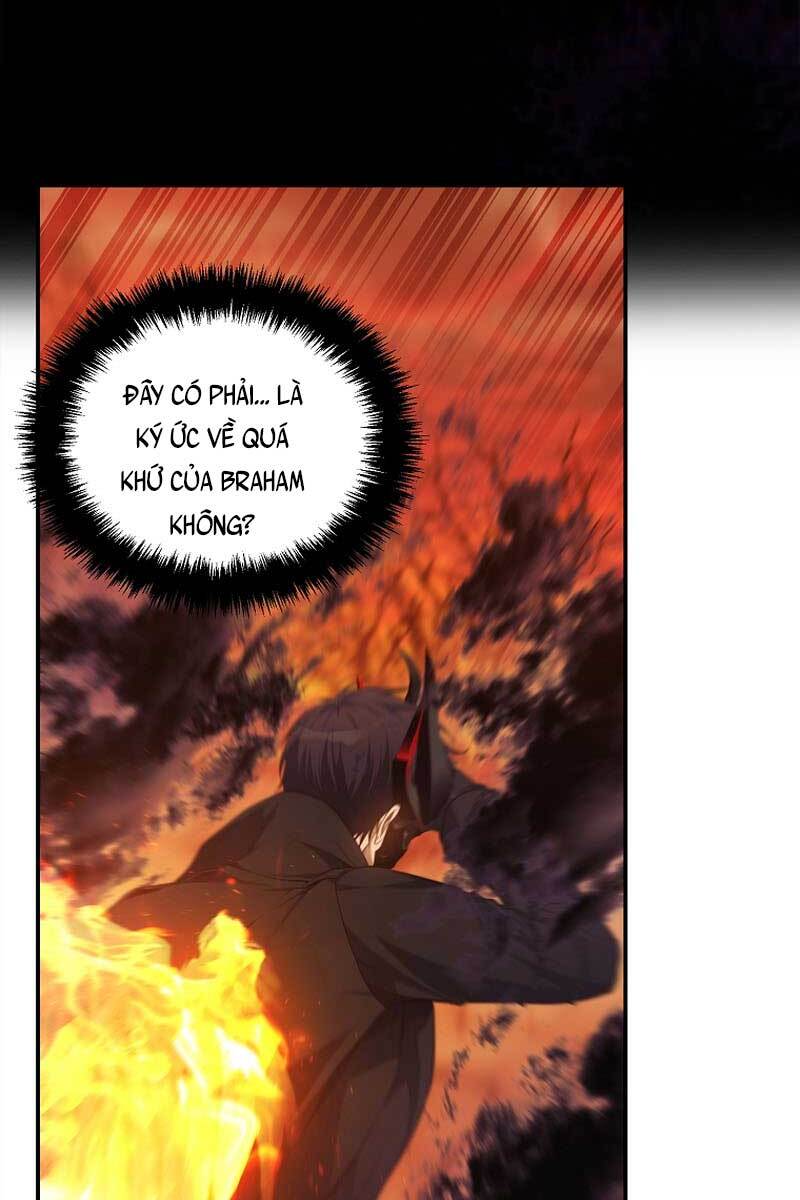 ĐÂY CÓ PHẢI... LÀ
KÝ ỨC VỀ QUÁ
KHỨ CỦA BRAHAM
KHÔNG?